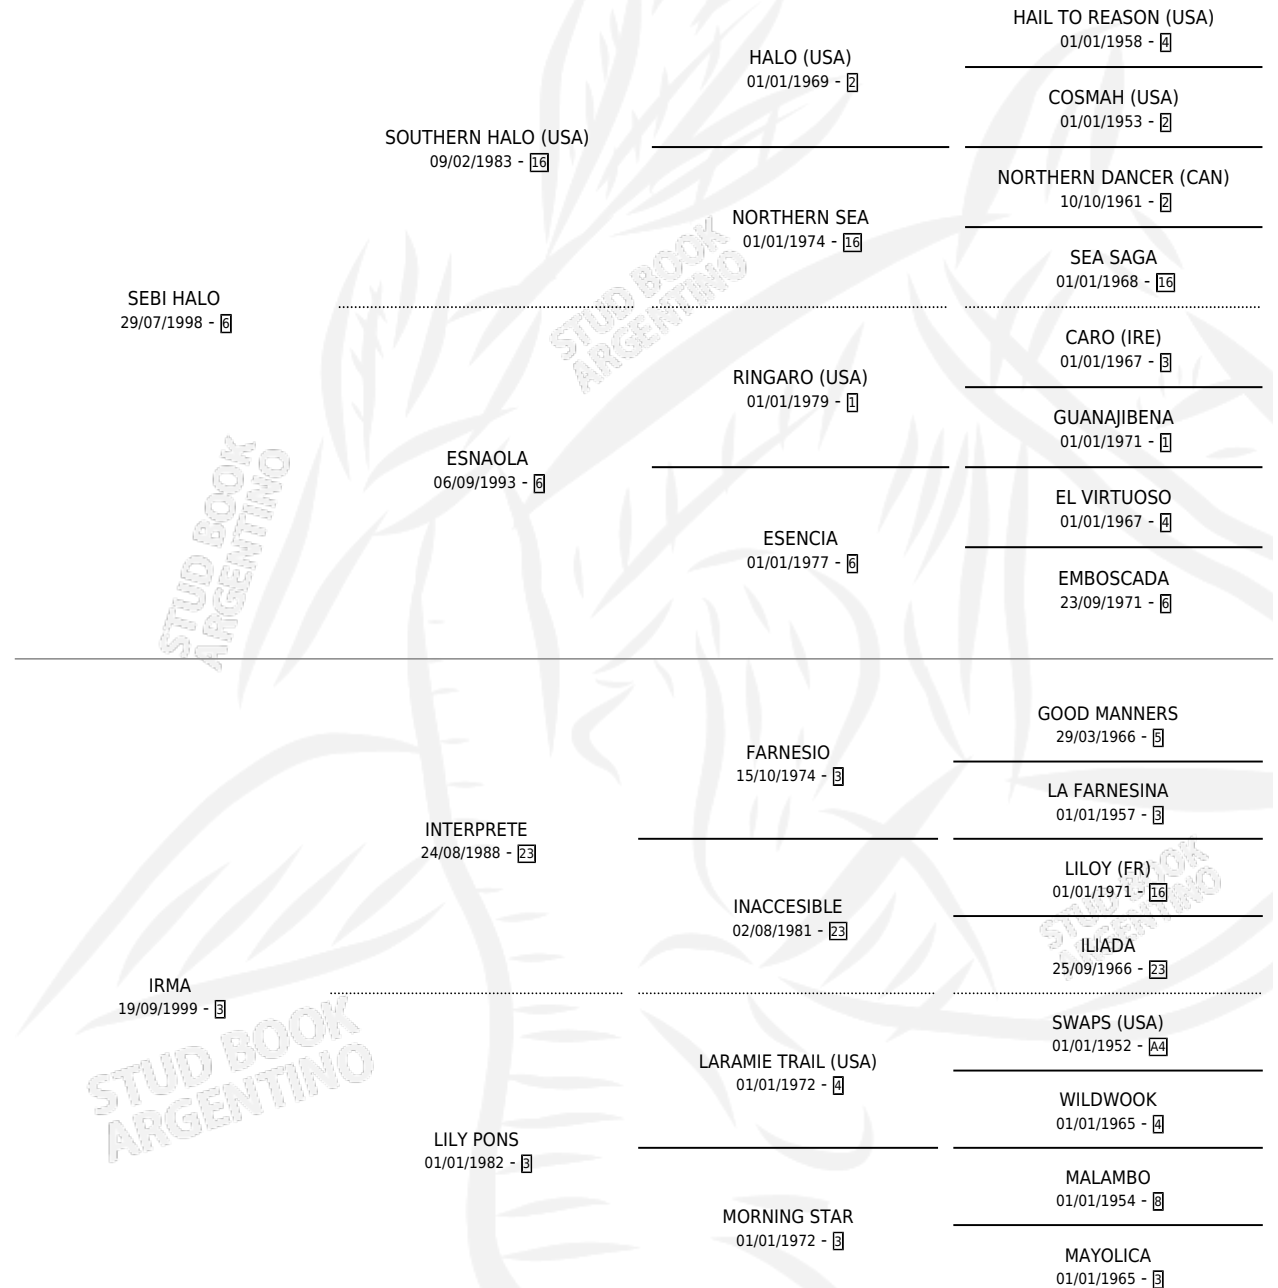 HAIL TO REASON (USA)
01/01/1958 - 4
HALO (USA)
01/01/1969 - 2
COSMAH (USA)
01/01/1953 - 2
SOUTHERN HALO (USA)
09/02/1983 - 16
NORTHERN DANCER (CAN)
10/10/1961 - 2
NORTHERN SEA
01/01/1974 - 16
SEA SAGA
01/01/1968 - 16
SEBI HALO
29/07/1998 - 6
CARO (IRE)
01/01/1967 - 3
RINGARO (USA)
01/01/1979 - 1
GUANAJIBENA
01/01/1971 - 1
ESNAOLA
06/09/1993 - 6
EL VIRTUOSO
01/01/1967 - 4
ESENCIA
01/01/1977 - 6
EMBOSCADA
23/09/1971 - 6
STUD BOOK
ARGENTINO
STUD BOOK
ARGENTINO
GOOD MANNERS
29/03/1966 - 5
FARNESIO
15/10/1974 - 3
LA FARNESINA
01/01/1957 - 3
INTERPRETE
24/08/1988 - 23
LILOY (FR)
01/01/1971 - 16
INACCESIBLE
02/08/1981 - 23
ILIADA
25/09/1966 - 23
IRMA
19/09/1999 - 3
SWAPS (USA)
01/01/1952 - A4
LARAMIE TRAIL (USA)
01/01/1972 - 4
WILDWOOK
01/01/1965 - 4
LILY PONS
01/01/1982 - 3
MALAMBO
01/01/1954 - 8
MORNING STAR
01/01/1972 - 3
MAYOLICA
01/01/1965 - 3
STUD BOOK
ARGENTINO
STUD BOOK
ARGENTINO